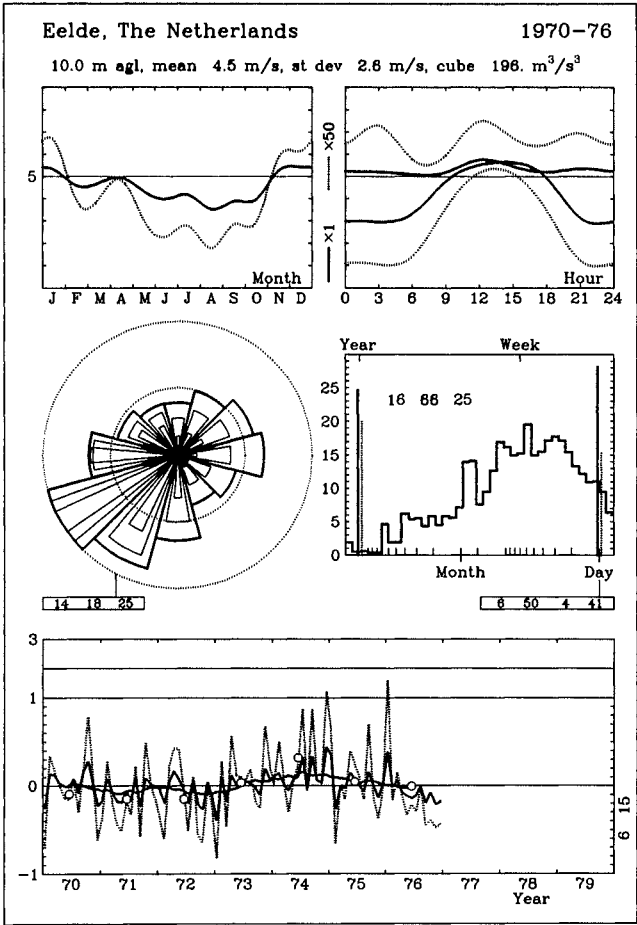 Eelde, The Netherlands 1970-76
10.0 m agl, mean 4.5 m/s, st dev 2.6 m/s, cube 196. m³/s³
5
Month
J F M A M J J A S O N D
×1 ×50
Hour
0 3 6 9 12 15 18 21 24
14 18 25
Year Week
25
20
15
10
5
0
16 66 25
Month Day
6 50 4 41
3
1
0
-1
70 71 72 73 74 75 76 77 78 79
Year
6 15